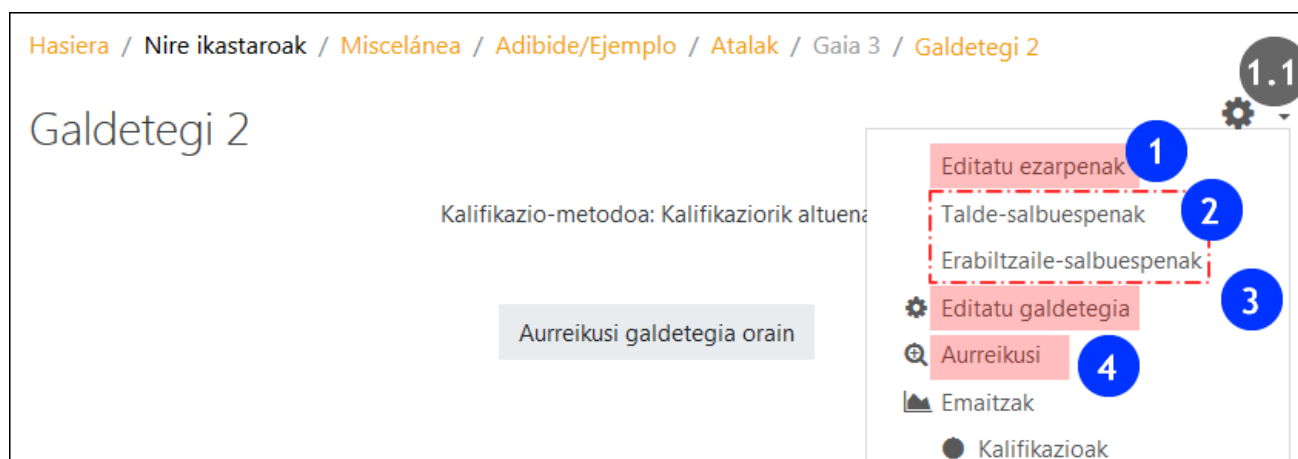 Hasiera / Nire ikastaroak / Miscelánea / Adibide/Ejemplo / Atalak / Gaia 3 / Galdetegi 2
1.1
Galdetegi 2
Editatu ezarpenak 1
Kalifikazio-metodoa: Kalifikaziorik altuena
Talde-salbuespenak 2
Erabiltzaile-salbuespenak
Editatu galdetegia 3
Aurreikusi galdetegia orain
Aurreikusi 4
Emaitzak
Kalifikazioak